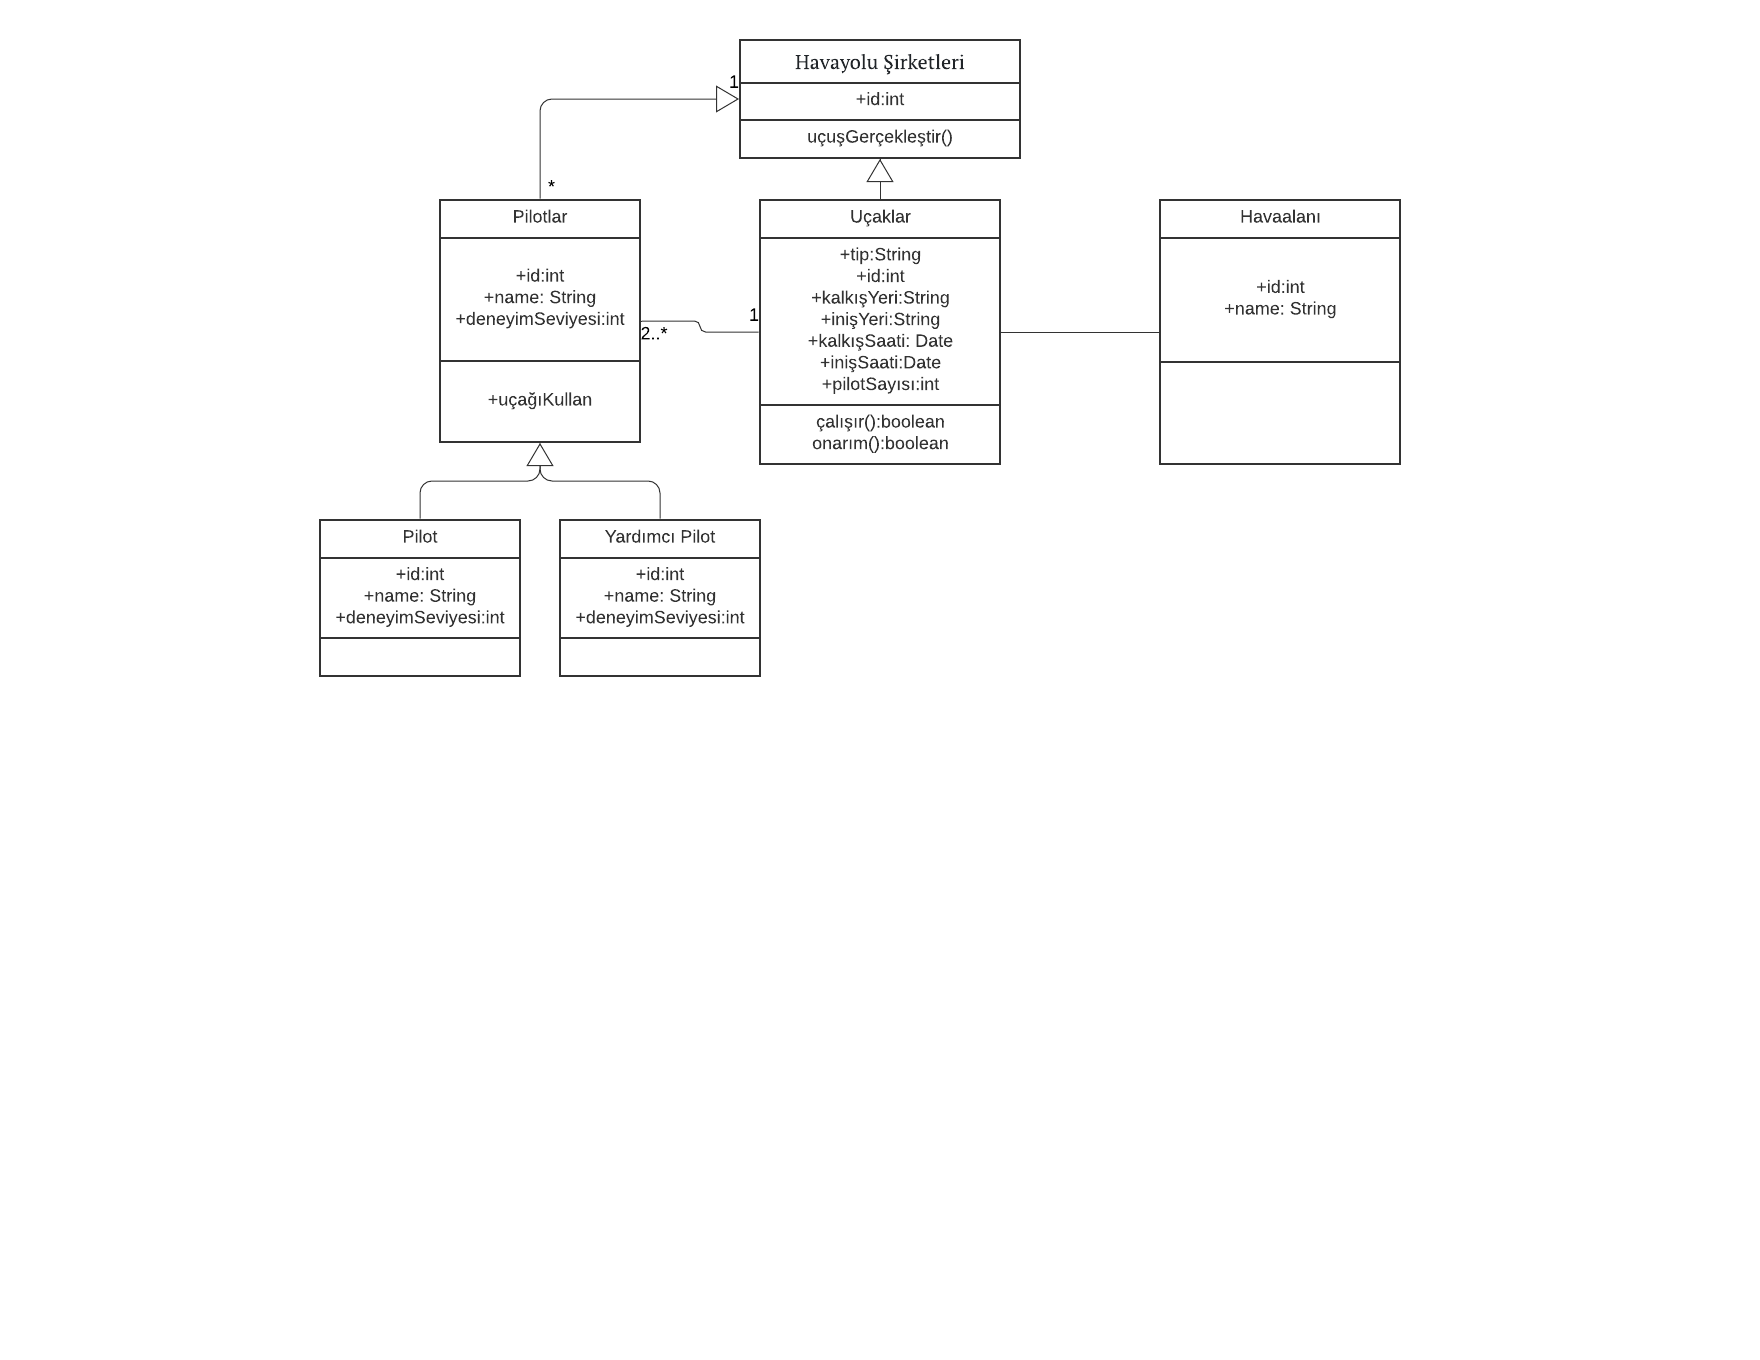 Havayolu Şirketleri
+id:int
uçuşGerçekleştir()
1
*
Pilotlar
+id:int
+name: String
+deneyimSeviyesi:int
+uçağıKullan
2..*
1
Uçaklar
+tip:String
+id:int
+kalkışYeri:String
+inişYeri:String
+kalkışSaati: Date
+inişSaati:Date
+pilotSayısı:int
çalışır():boolean
onarım():boolean
Havaalanı
+id:int
+name: String
Pilot
+id:int
+name: String
+deneyimSeviyesi:int
Yardımcı Pilot
+id:int
+name: String
+deneyimSeviyesi:int